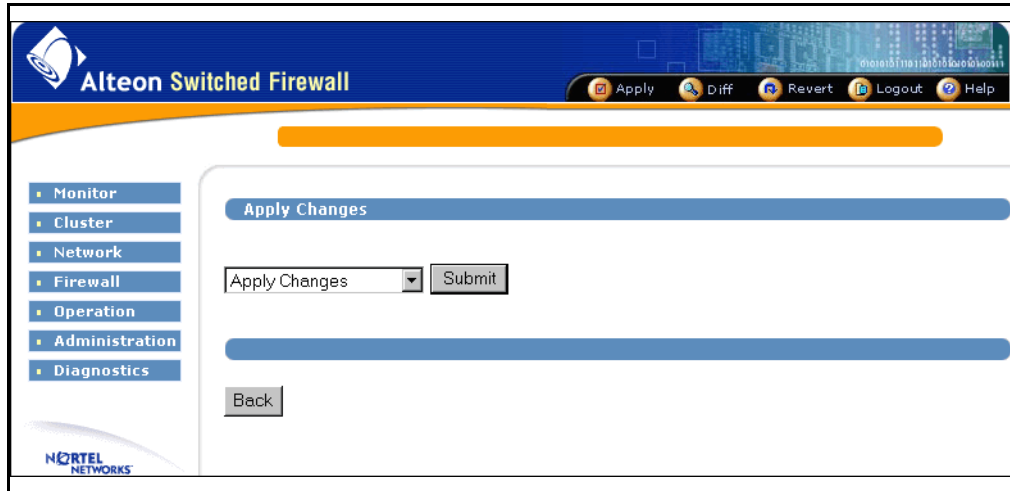 Alteon Switched Firewall
Apply Diff Revert Logout Help
Monitor
Cluster
Network
Firewall
Operation
Administration
Diagnostics
Apply Changes
Apply Changes Submit
Back
NORTEL
NETWORKS